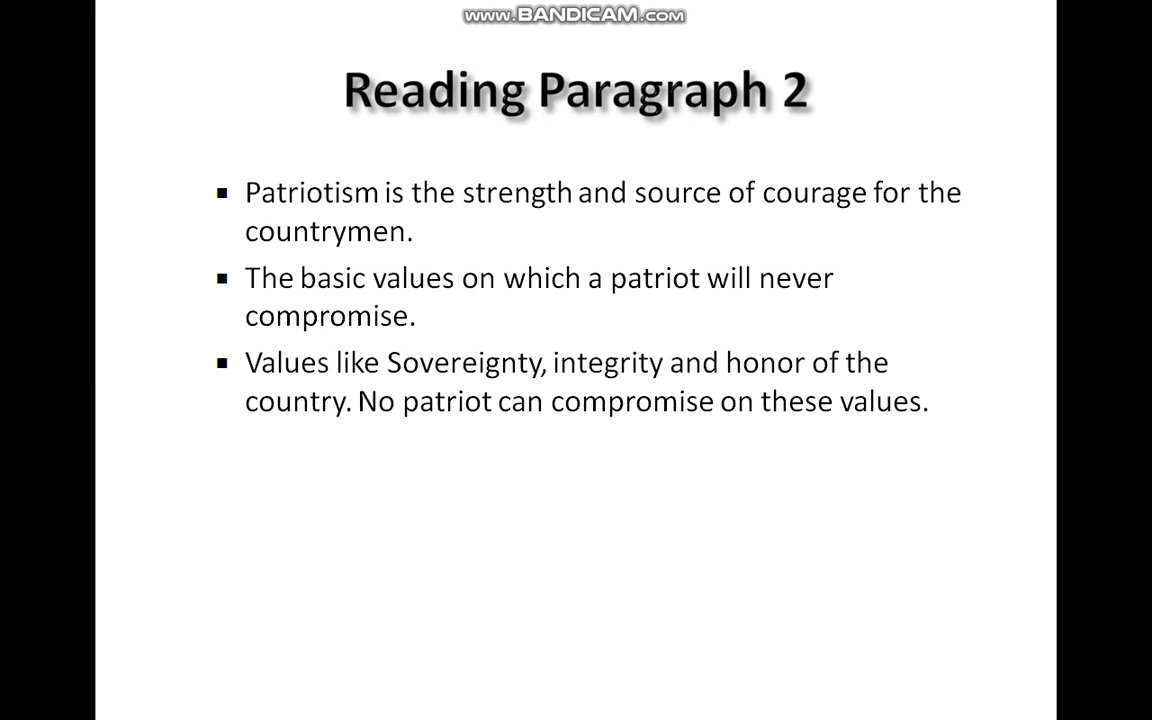 www.BANDICAM.com
Reading Paragraph 2
▪ Patriotism is the strength and source of courage for the
countrymen.
▪ The basic values on which a patriot will never
compromise.
▪ Values like Sovereignty, integrity and honor of the
country. No patriot can compromise on these values.